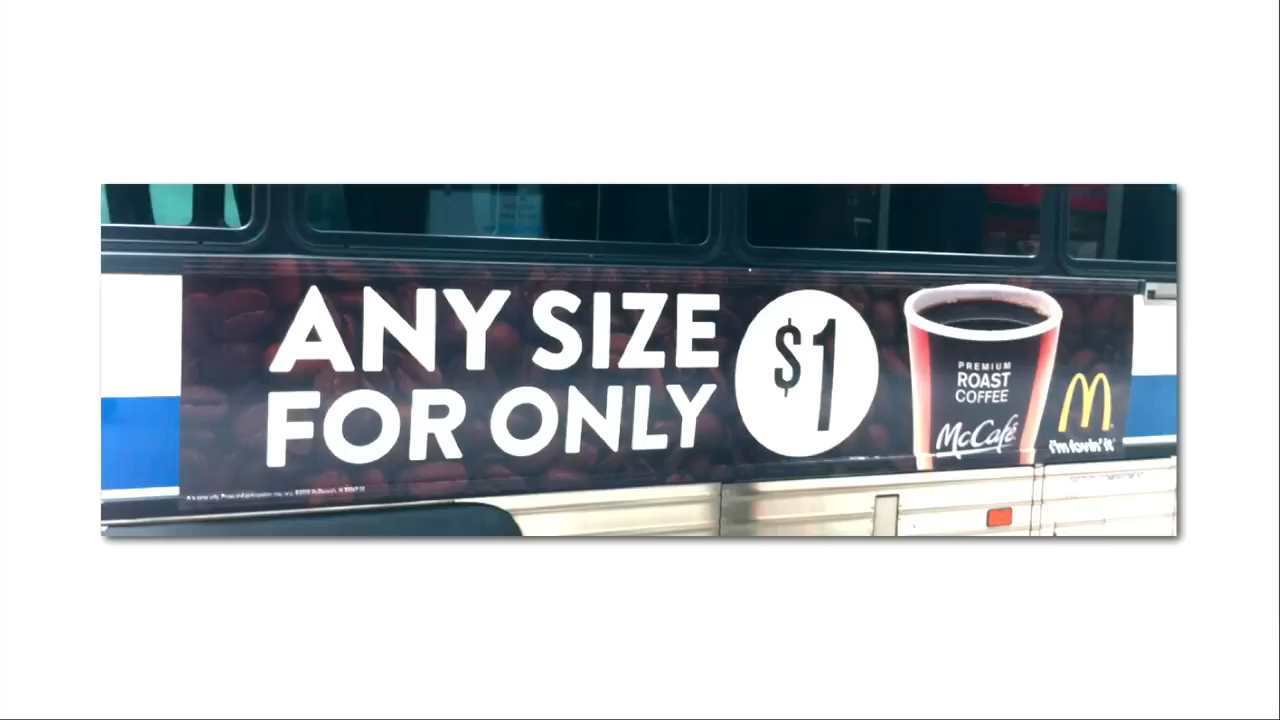 ANY SIZE
FOR ONLY
$1
PREMIUM
ROAST
COFFEE
McCafé
M
i'm lovin' it